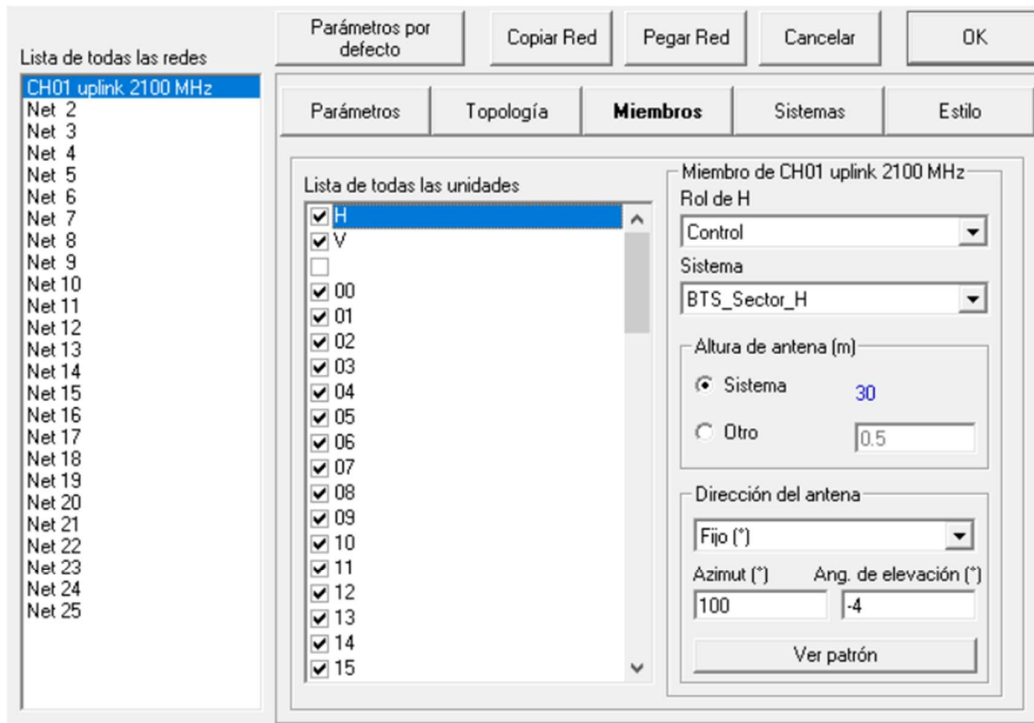 Parámetros por
defecto
Copiar Red
Pegar Red
Cancelar
OK
Lista de todas las redes
CH01 uplink 2100 MHz
Net 2
Net 3
Net 4
Net 5
Net 6
Net 7
Net 8
Net 9
Net 10
Net 11
Net 12
Net 13
Net 14
Net 15
Net 16
Net 17
Net 18
Net 19
Net 20
Net 21
Net 22
Net 23
Net 24
Net 25
Parámetros
Topología
Miembros
Sistemas
Estilo
Lista de todas las unidades
H
V
00
01
02
03
04
05
06
07
08
09
10
11
12
13
14
15
Miembro de CH01 uplink 2100 MHz
Rol de H
Control
Sistema
BTS_Sector_H
Altura de antena (m)
Sistema 30
Otro 0.5
Dirección del antena
Fijo (°)
Azimut (°) Ang. de elevación (°)
100 -4
Ver patrón